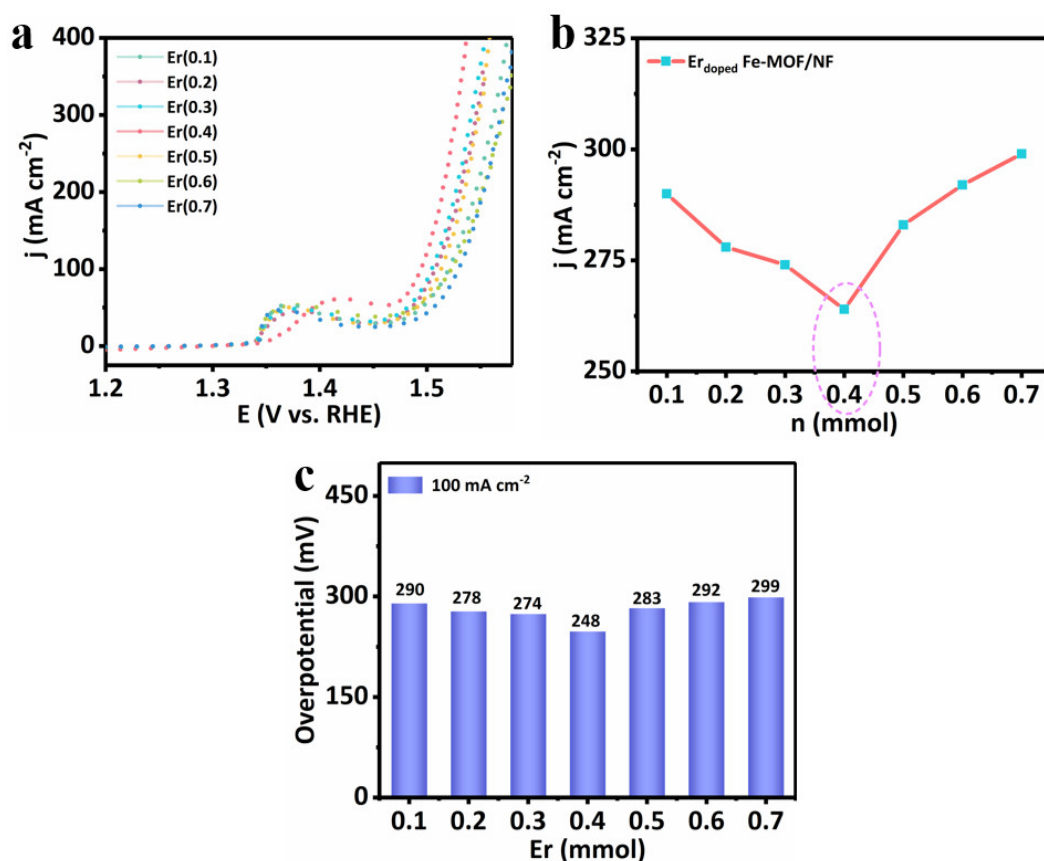 a
400
300
200
100
0
j (mA cm-2)
Er(0.1)
Er(0.2)
Er(0.3)
Er(0.4)
Er(0.5)
Er(0.6)
Er(0.7)
1.2 1.3 1.4 1.5
E (V vs. RHE)
b
325
300
275
250
j (mA cm-2)
Erdoped Fe-MOF/NF
0.1 0.2 0.3 0.4 0.5 0.6 0.7
n (mmol)
c
450
300
150
0
Overpotential (mV)
100 mA cm-2
290 278 274 248 283 292 299
0.1 0.2 0.3 0.4 0.5 0.6 0.7
Er (mmol)